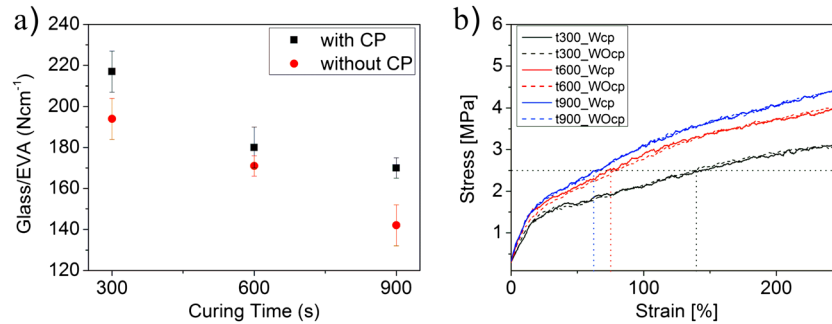 a)
240
220
200
180
160
140
120
Glass/EVA (Ncm-1)
with CP
without CP
300
600
900
Curing Time (s)
b)
6
5
4
3
2
1
Stress [MPa]
t300_Wcp
t300_WOcp
t600_Wcp
t600_WOcp
t900_Wcp
t900_WOcp
0
100
200
Strain [%]